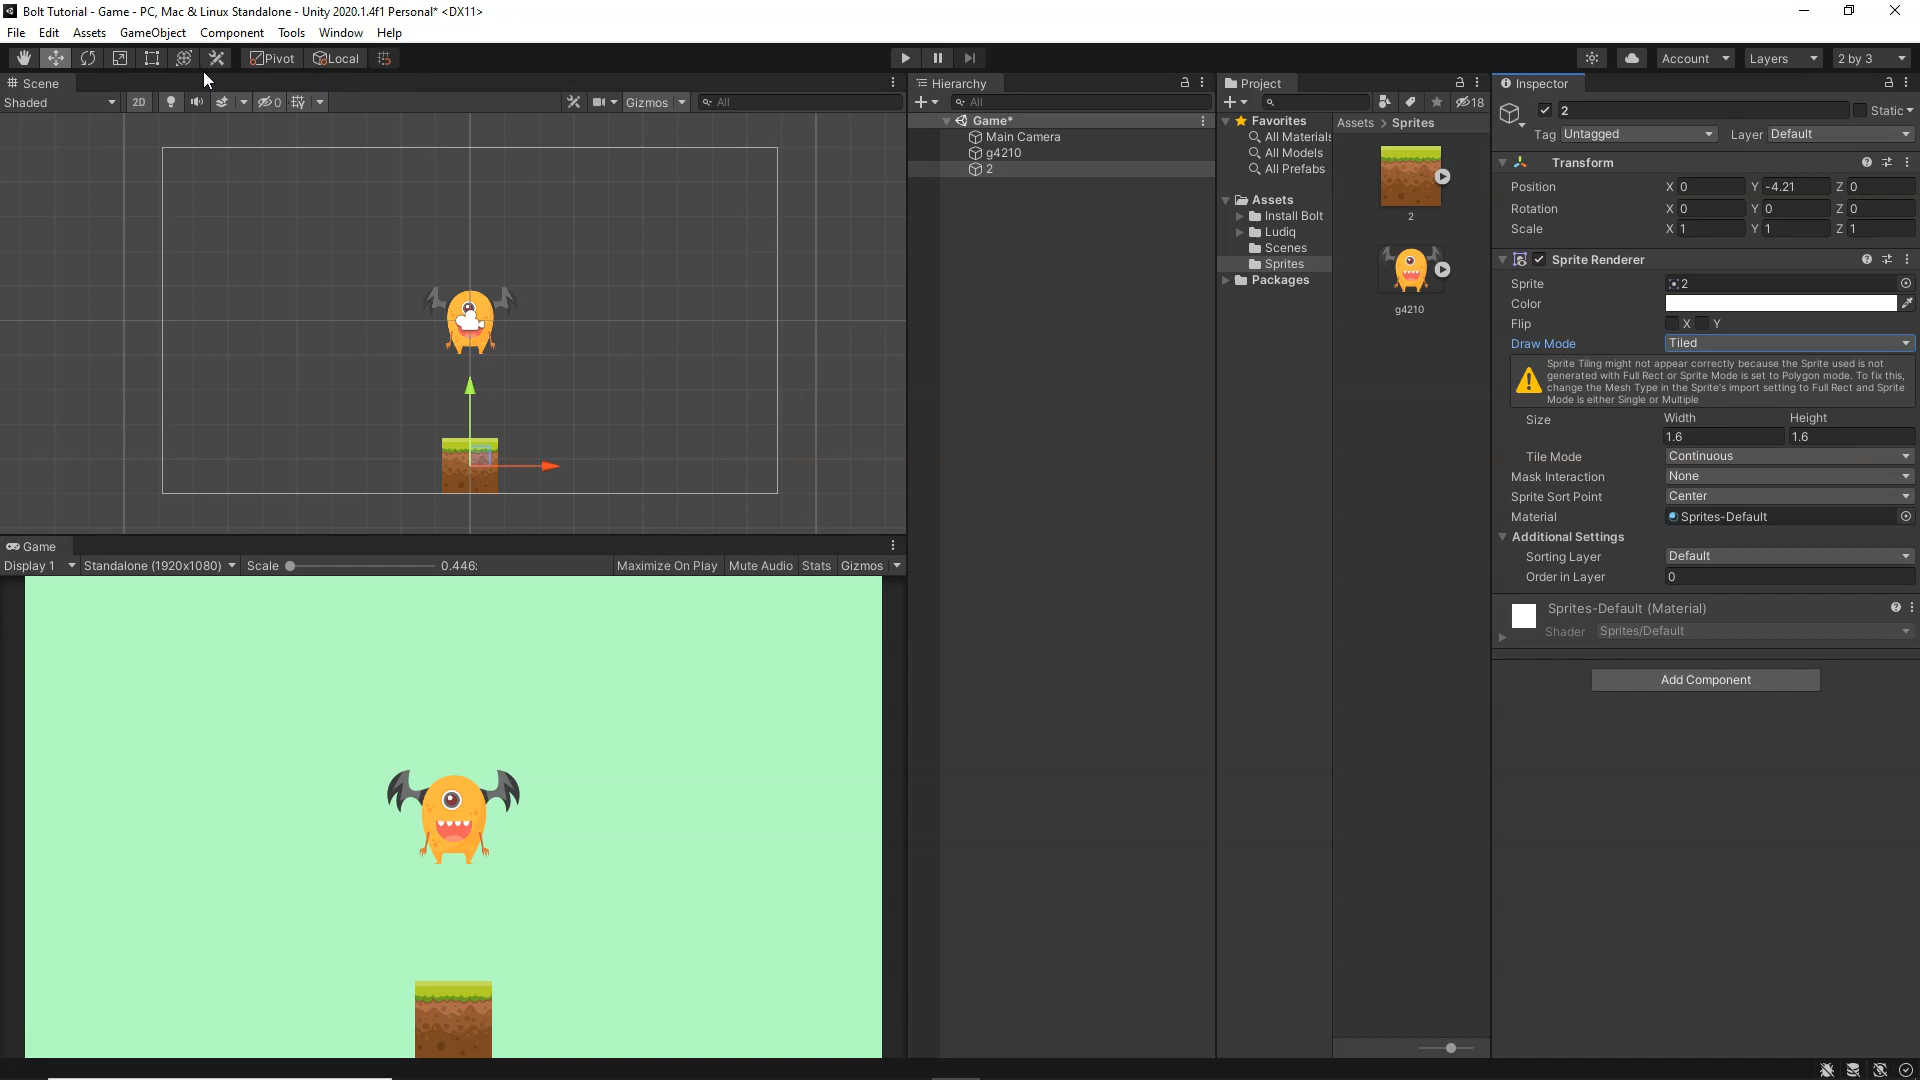 Bolt Tutorial - Game - PC, Mac & Linux Standalone - Unity 2020.1.4f1 Personal* <DX11>
File Edit Assets GameObject Component Tools Window Help
Pivot Local Account Layers 2 by 3
Scene
Shaded 2D 0 Gizmos All
Hierarchy
All
Game*
Main Camera
g4210
2
Project
18
Favorites
All Materials
All Models
All Prefabs
Assets
Install Bolt
Ludiq
Scenes
Sprites
Packages
Assets > Sprites
2
g4210
Inspector
2 Static
Tag Untagged Layer Default
Transform
Position X 0 Y -4.21 Z 0
Rotation X 0 Y 0 Z 0
Scale X 1 Y 1 Z 1
Sprite Renderer
Sprite 2
Color
Flip X Y
Draw Mode Tiled
Sprite Tiling might not appear correctly because the Sprite used is not
generated with Full Rect or Sprite Mode is set to Polygon mode. To fix this,
change the Mesh Type in the Sprite's import setting to Full Rect and Sprite
Mode is either Single or Multiple
Size Width Height
1.6 1.6
Tile Mode Continuous
Mask Interaction None
Sprite Sort Point Center
Material Sprites-Default
Additional Settings
Sorting Layer Default
Order in Layer 0
Sprites-Default (Material)
Shader Sprites/Default
Add Component
Game
Display 1 Standalone (1920x1080) Scale 0.446: Maximize On Play Mute Audio Stats Gizmos